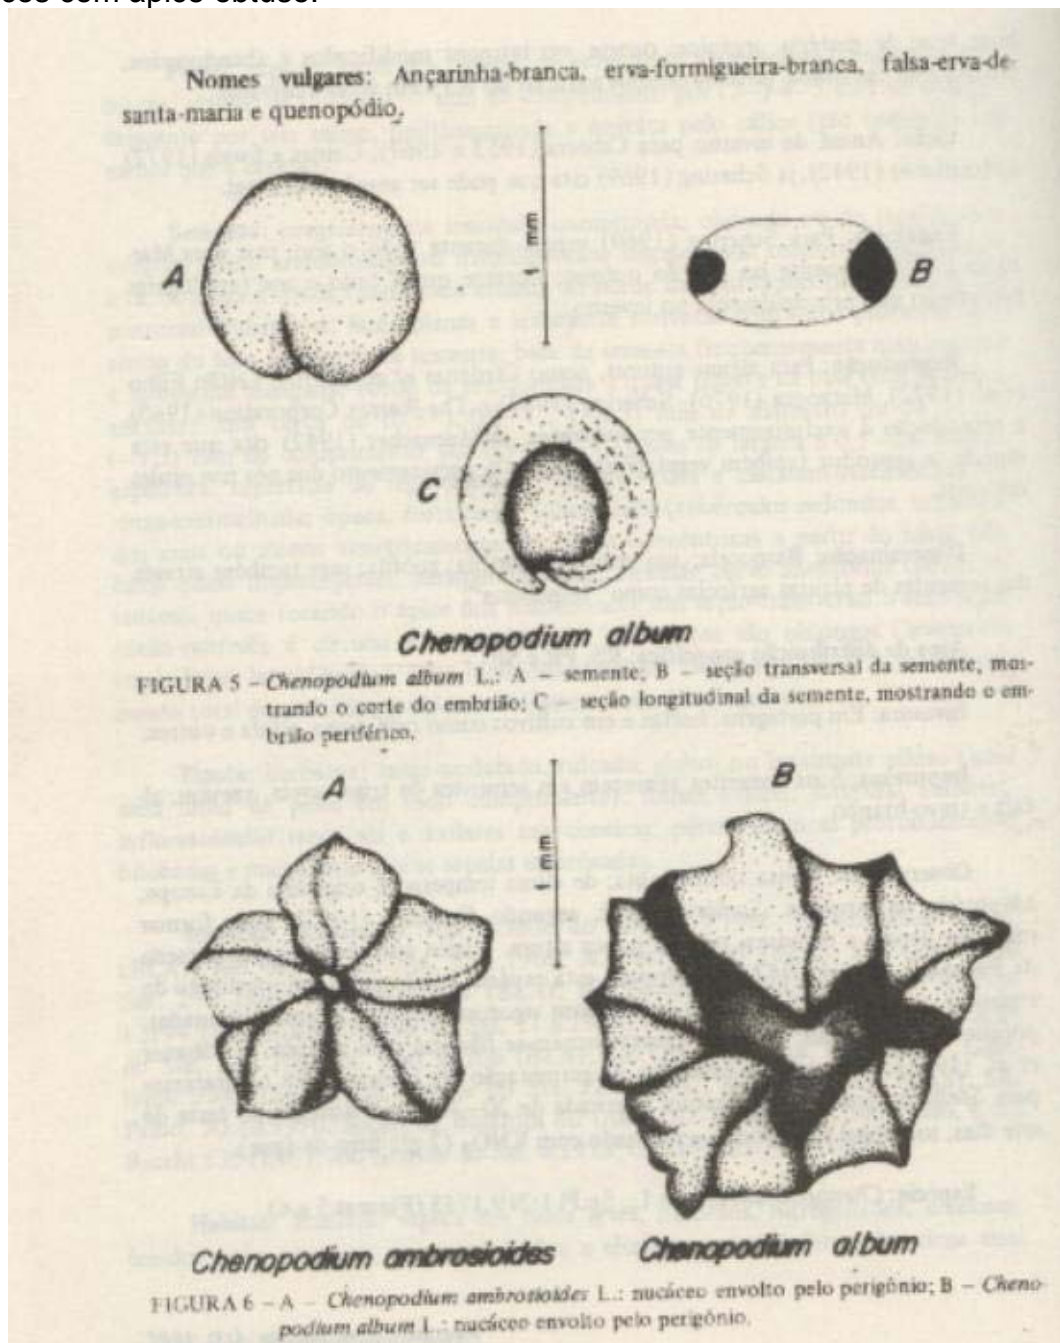 com ápice obtuso.
Nomes vulgares: Ançarinha-branca, erva-formigueira-branca, falsa-erva-de-
santa-maria e quenopódio.
A
1 mm
B
C
Chenopodium album
FIGURA 5 – Chenopodium album L.: A – semente; B – seção transversal da semente, mos-
trando o corte do embrião; C – seção longitudinal da semente, mostrando o em-
brião periférico.
A
1 mm
B
Chenopodium ambrosioides
Chenopodium album
FIGURA 6 – A – Chenopodium ambrosioides L.: nucáceo envolto pelo perigônio; B – Cheno-
podium album L.: nucáceo envolto pelo perigônio.